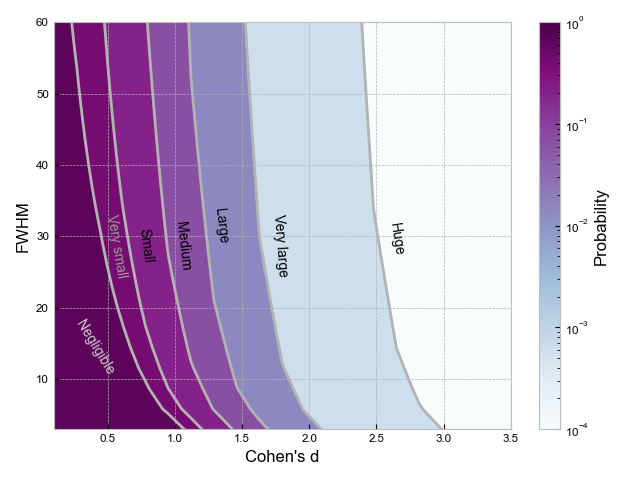 60
50
40
30
20
10
FWHM
0.5 1.0 1.5 2.0 2.5 3.0 3.5
Cohen's d
Negligible
Very small
Small
Medium
Large
Very large
Huge
10⁰
10⁻¹
10⁻²
10⁻³
10⁻⁴
Probability